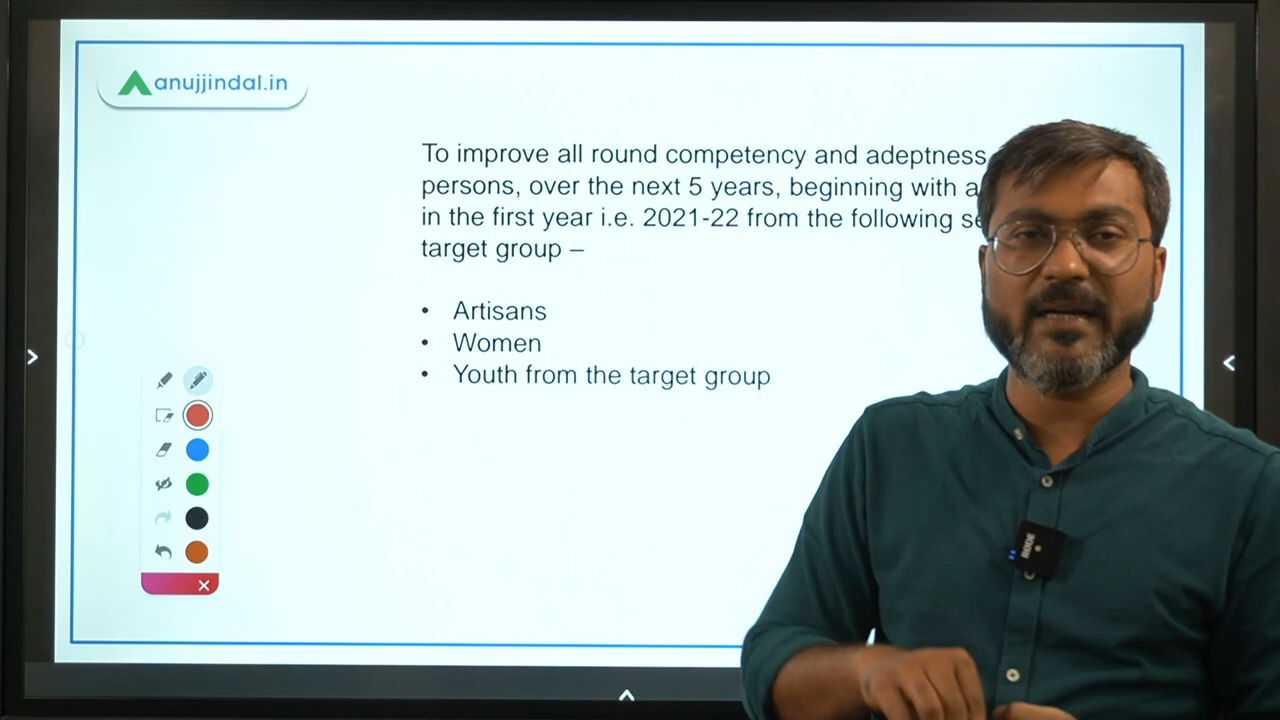 anujjindal.in
To improve all round competency and adeptness
persons, over the next 5 years, beginning with a
in the first year i.e. 2021-22 from the following se
target group –
• Artisans
• Women
• Youth from the target group
RODE